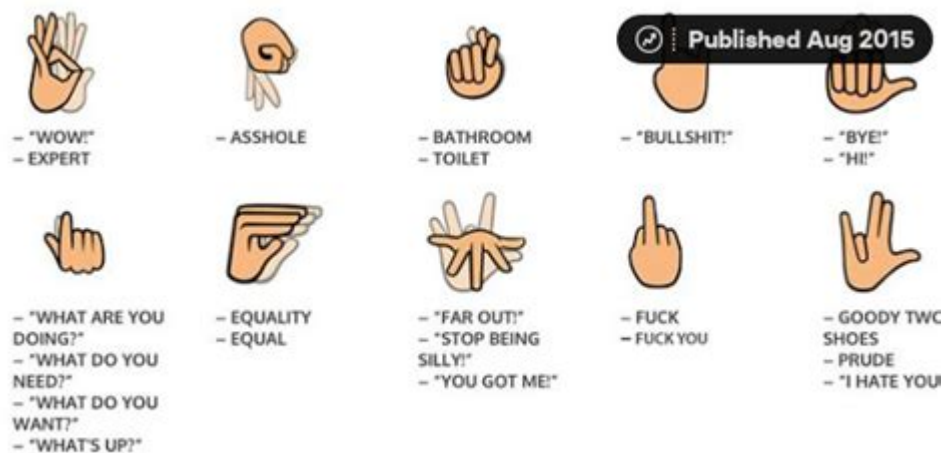 Published Aug 2015
– "WOW!"
– EXPERT
– ASSHOLE
– BATHROOM
– TOILET
– "BULLSHIT!"
– "BYE!"
– "HI!"
– "WHAT ARE YOU
DOING?"
– "WHAT DO YOU
NEED?"
– "WHAT DO YOU
WANT?"
– "WHAT'S UP?"
– EQUALITY
– EQUAL
– "FAR OUT!"
– "STOP BEING
SILLY!"
– "YOU GOT ME!"
– FUCK
– FUCK YOU
– GOODY TWO
SHOES
– PRUDE
– "I HATE YOU